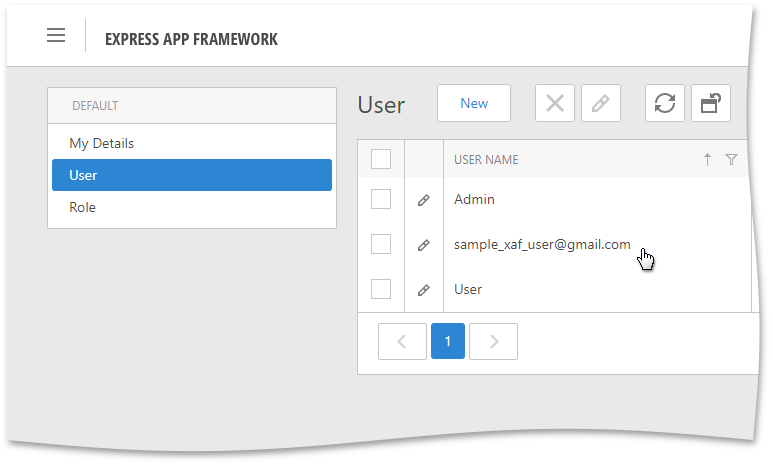 EXPRESS APP FRAMEWORK
DEFAULT
My Details
User
Role
User
New
USER NAME
Admin
sample_xaf_user@gmail.com
User
1